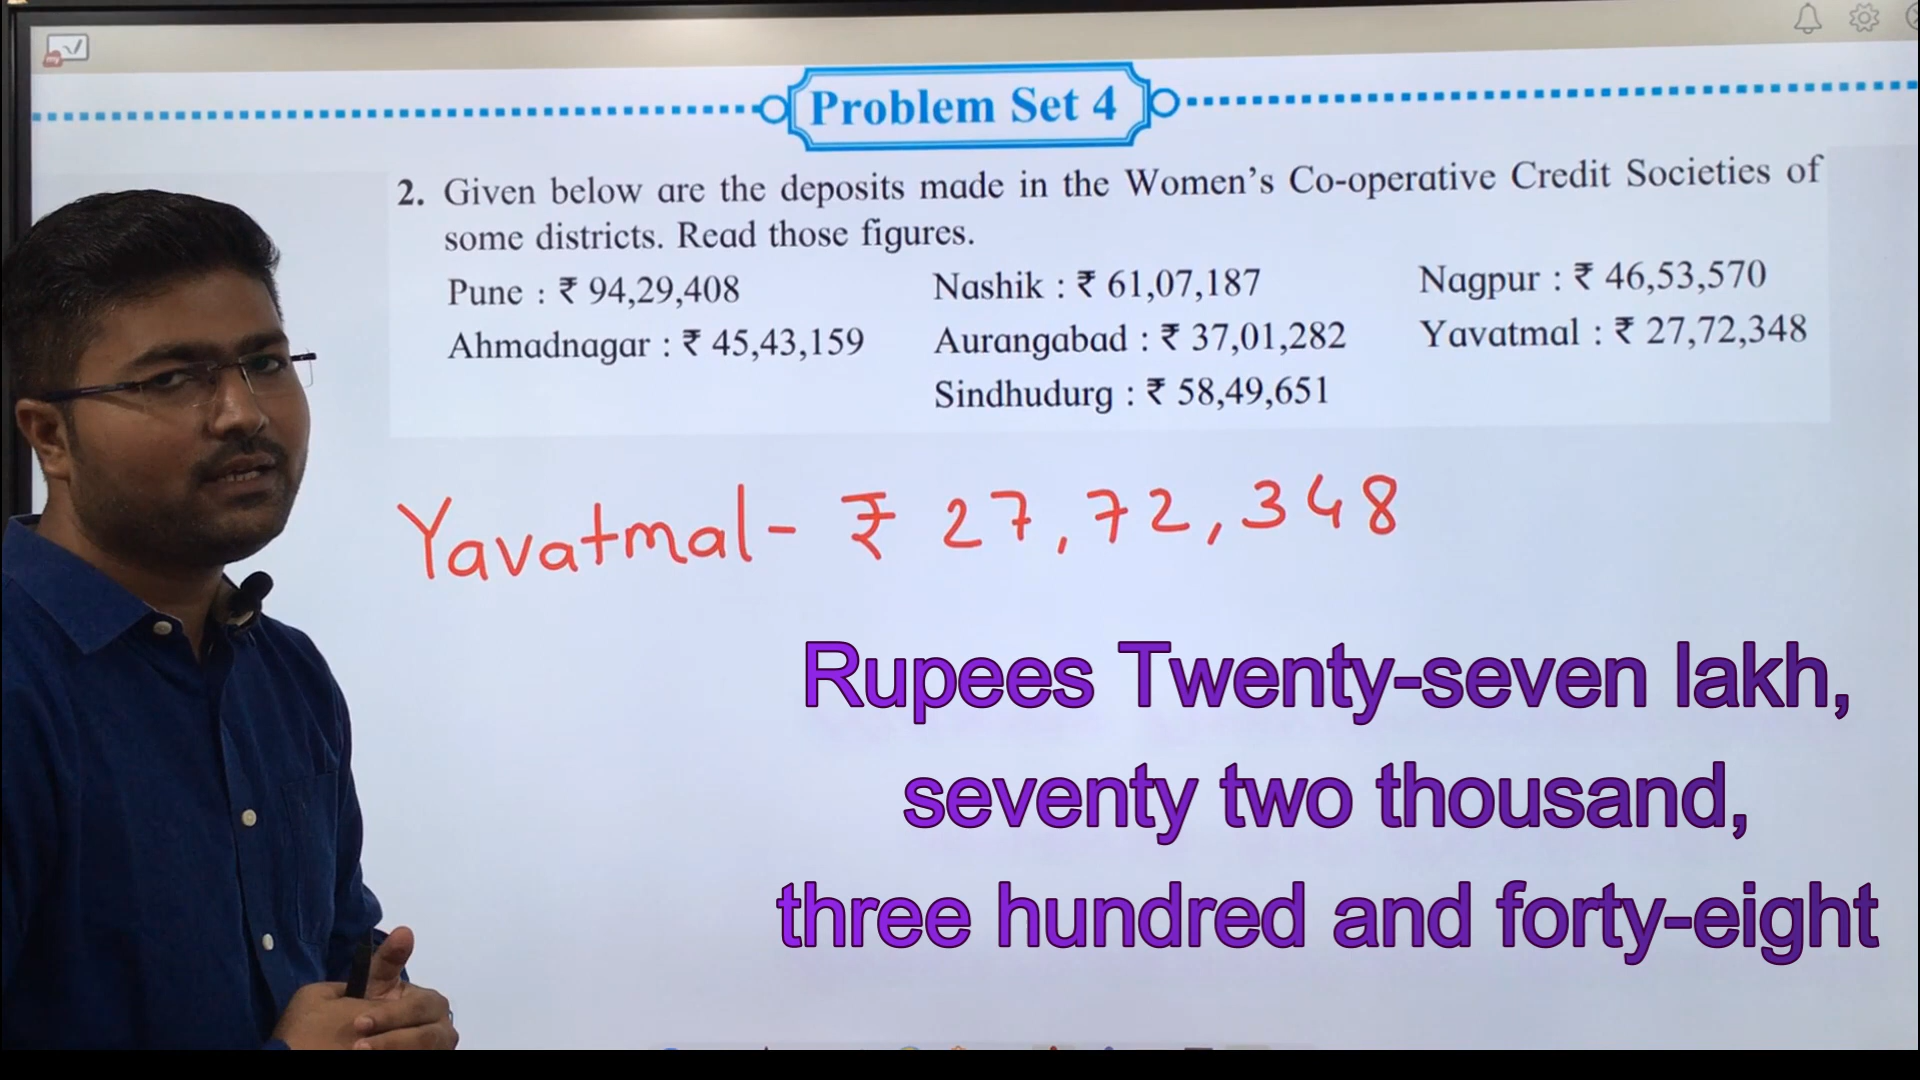 Problem Set 4
2. Given below are the deposits made in the Women's Co-operative Credit Societies of
some districts. Read those figures.
Pune : ₹ 94,29,408 Nashik : ₹ 61,07,187 Nagpur : ₹ 46,53,570
Ahmadnagar : ₹ 45,43,159 Aurangabad : ₹ 37,01,282 Yavatmal : ₹ 27,72,348
Sindhudurg : ₹ 58,49,651
Yavatmal - ₹ 27,72,348
Rupees Twenty-seven lakh,
seventy two thousand,
three hundred and forty-eight